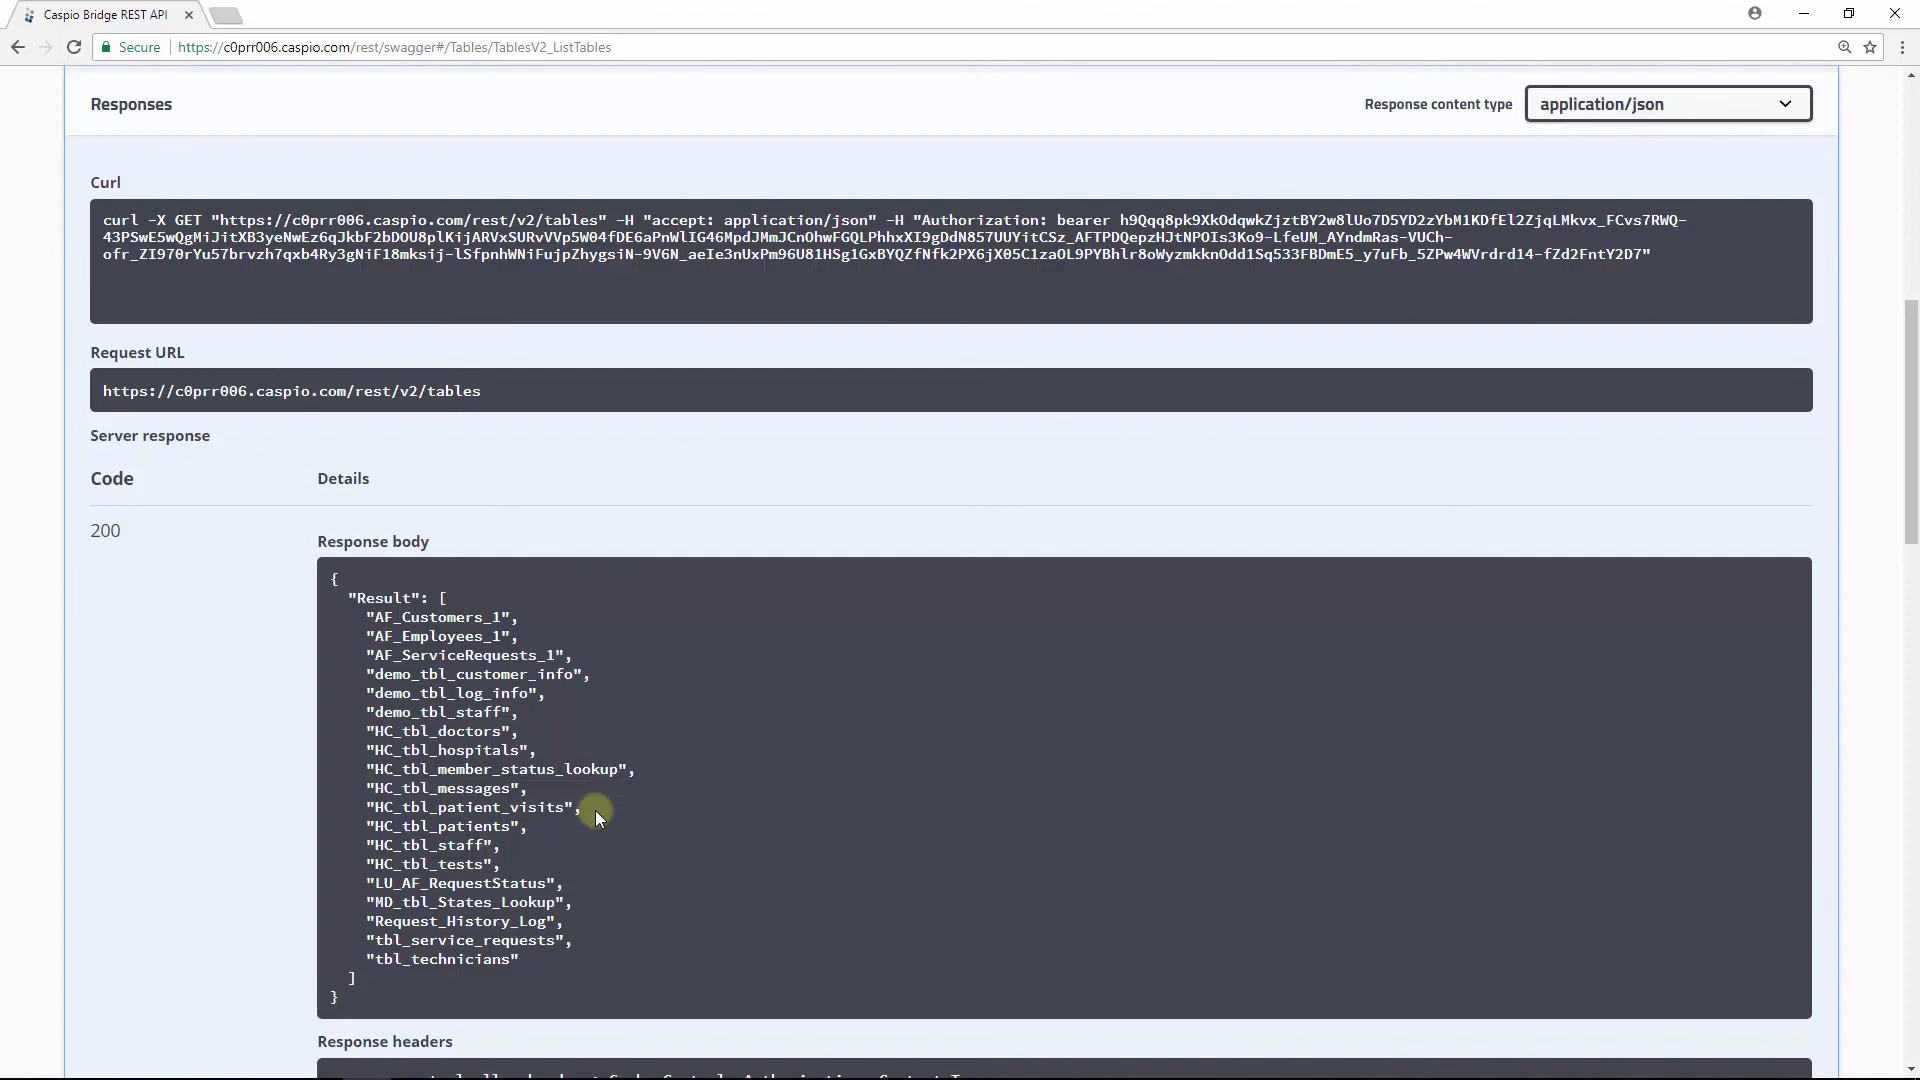 Caspio Bridge REST API
Secure
https://c0prr006.caspio.com/rest/swagger#/Tables/TablesV2_ListTables
Responses
Response content type
application/json
Curl
curl -X GET "https://c0prr006.caspio.com/rest/v2/tables" -H "accept: application/json" -H "Authorization: bearer h9Qqq8pk9XkOdqwkZjztBY2w8lUo7D5YD2zYbM1KDfEl2ZjqLMkvx_FCvs7RWQ-
43PSwE5wQgMiJitXB3yeNwEz6qJkbF2bDOU8plKijARVxSURvVVp5W04fDE6aPnWlIG46MpdJMmJCnOhwFGQLPhhxXI9gDdN857UUYitCSz_AFTPDQepzHJtNPOIs3Ko9-LfeUM_AYndmRas-VUCh-
ofr_ZI970rYu57brvzh7qxb4Ry3gNiF18mksij-lSfpnhWNiFujpZhygsiN-9V6N_aeIe3nUxPm96U81HSg1GxBYQZfNfk2PX6jX05C1zaOL9PYBhlr8oWyzmkknOdd1Sq533FBDmE5_y7uFb_5ZPw4WVrdrd14-fZd2FntY2D7"
Request URL
https://c0prr006.caspio.com/rest/v2/tables
Server response
Code
Details
200
Response body
{
"Result": [
"AF_Customers_1",
"AF_Employees_1",
"AF_ServiceRequests_1",
"demo_tbl_customer_info",
"demo_tbl_log_info",
"demo_tbl_staff",
"HC_tbl_doctors",
"HC_tbl_hospitals",
"HC_tbl_member_status_lookup",
"HC_tbl_messages",
"HC_tbl_patient_visits",
"HC_tbl_patients",
"HC_tbl_staff",
"HC_tbl_tests",
"LU_AF_RequestStatus",
"MD_tbl_States_Lookup",
"Request_History_Log",
"tbl_service_requests",
"tbl_technicians"
]
}
Response headers